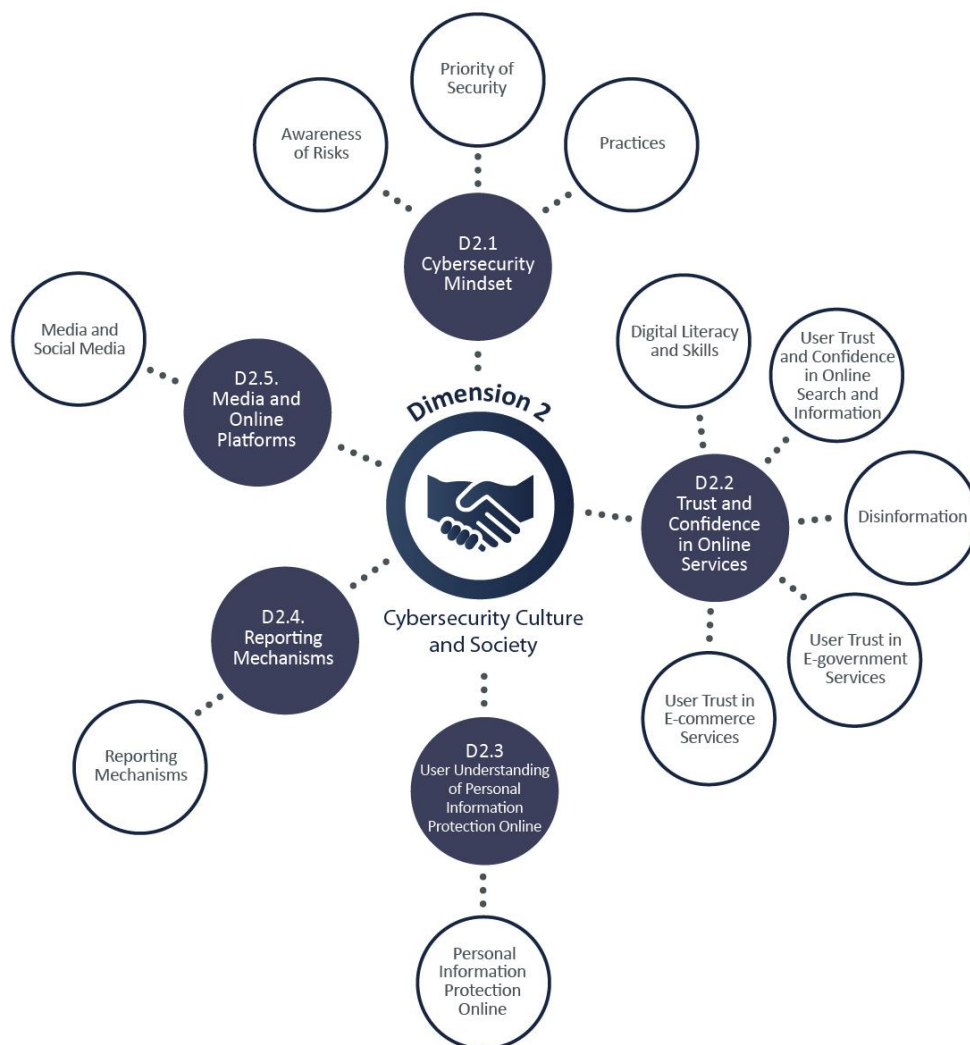 Priority of
Security
Awareness
of Risks
Practices
D2.1
Cybersecurity
Mindset
Digital Literacy
and Skills
User Trust
and Confidence
in Online
Search and
Information
Media and
Social Media
D2.5.
Media and
Online
Platforms
Dimension 2
D2.2
Trust and
Confidence
in Online
Services
Disinformation
Cybersecurity Culture
and Society
D2.4.
Reporting
Mechanisms
User Trust in
E-government
Services
User Trust in
E-commerce
Services
Reporting
Mechanisms
D2.3
User Understanding
of Personal
Information
Protection Online
Personal
Information
Protection
Online